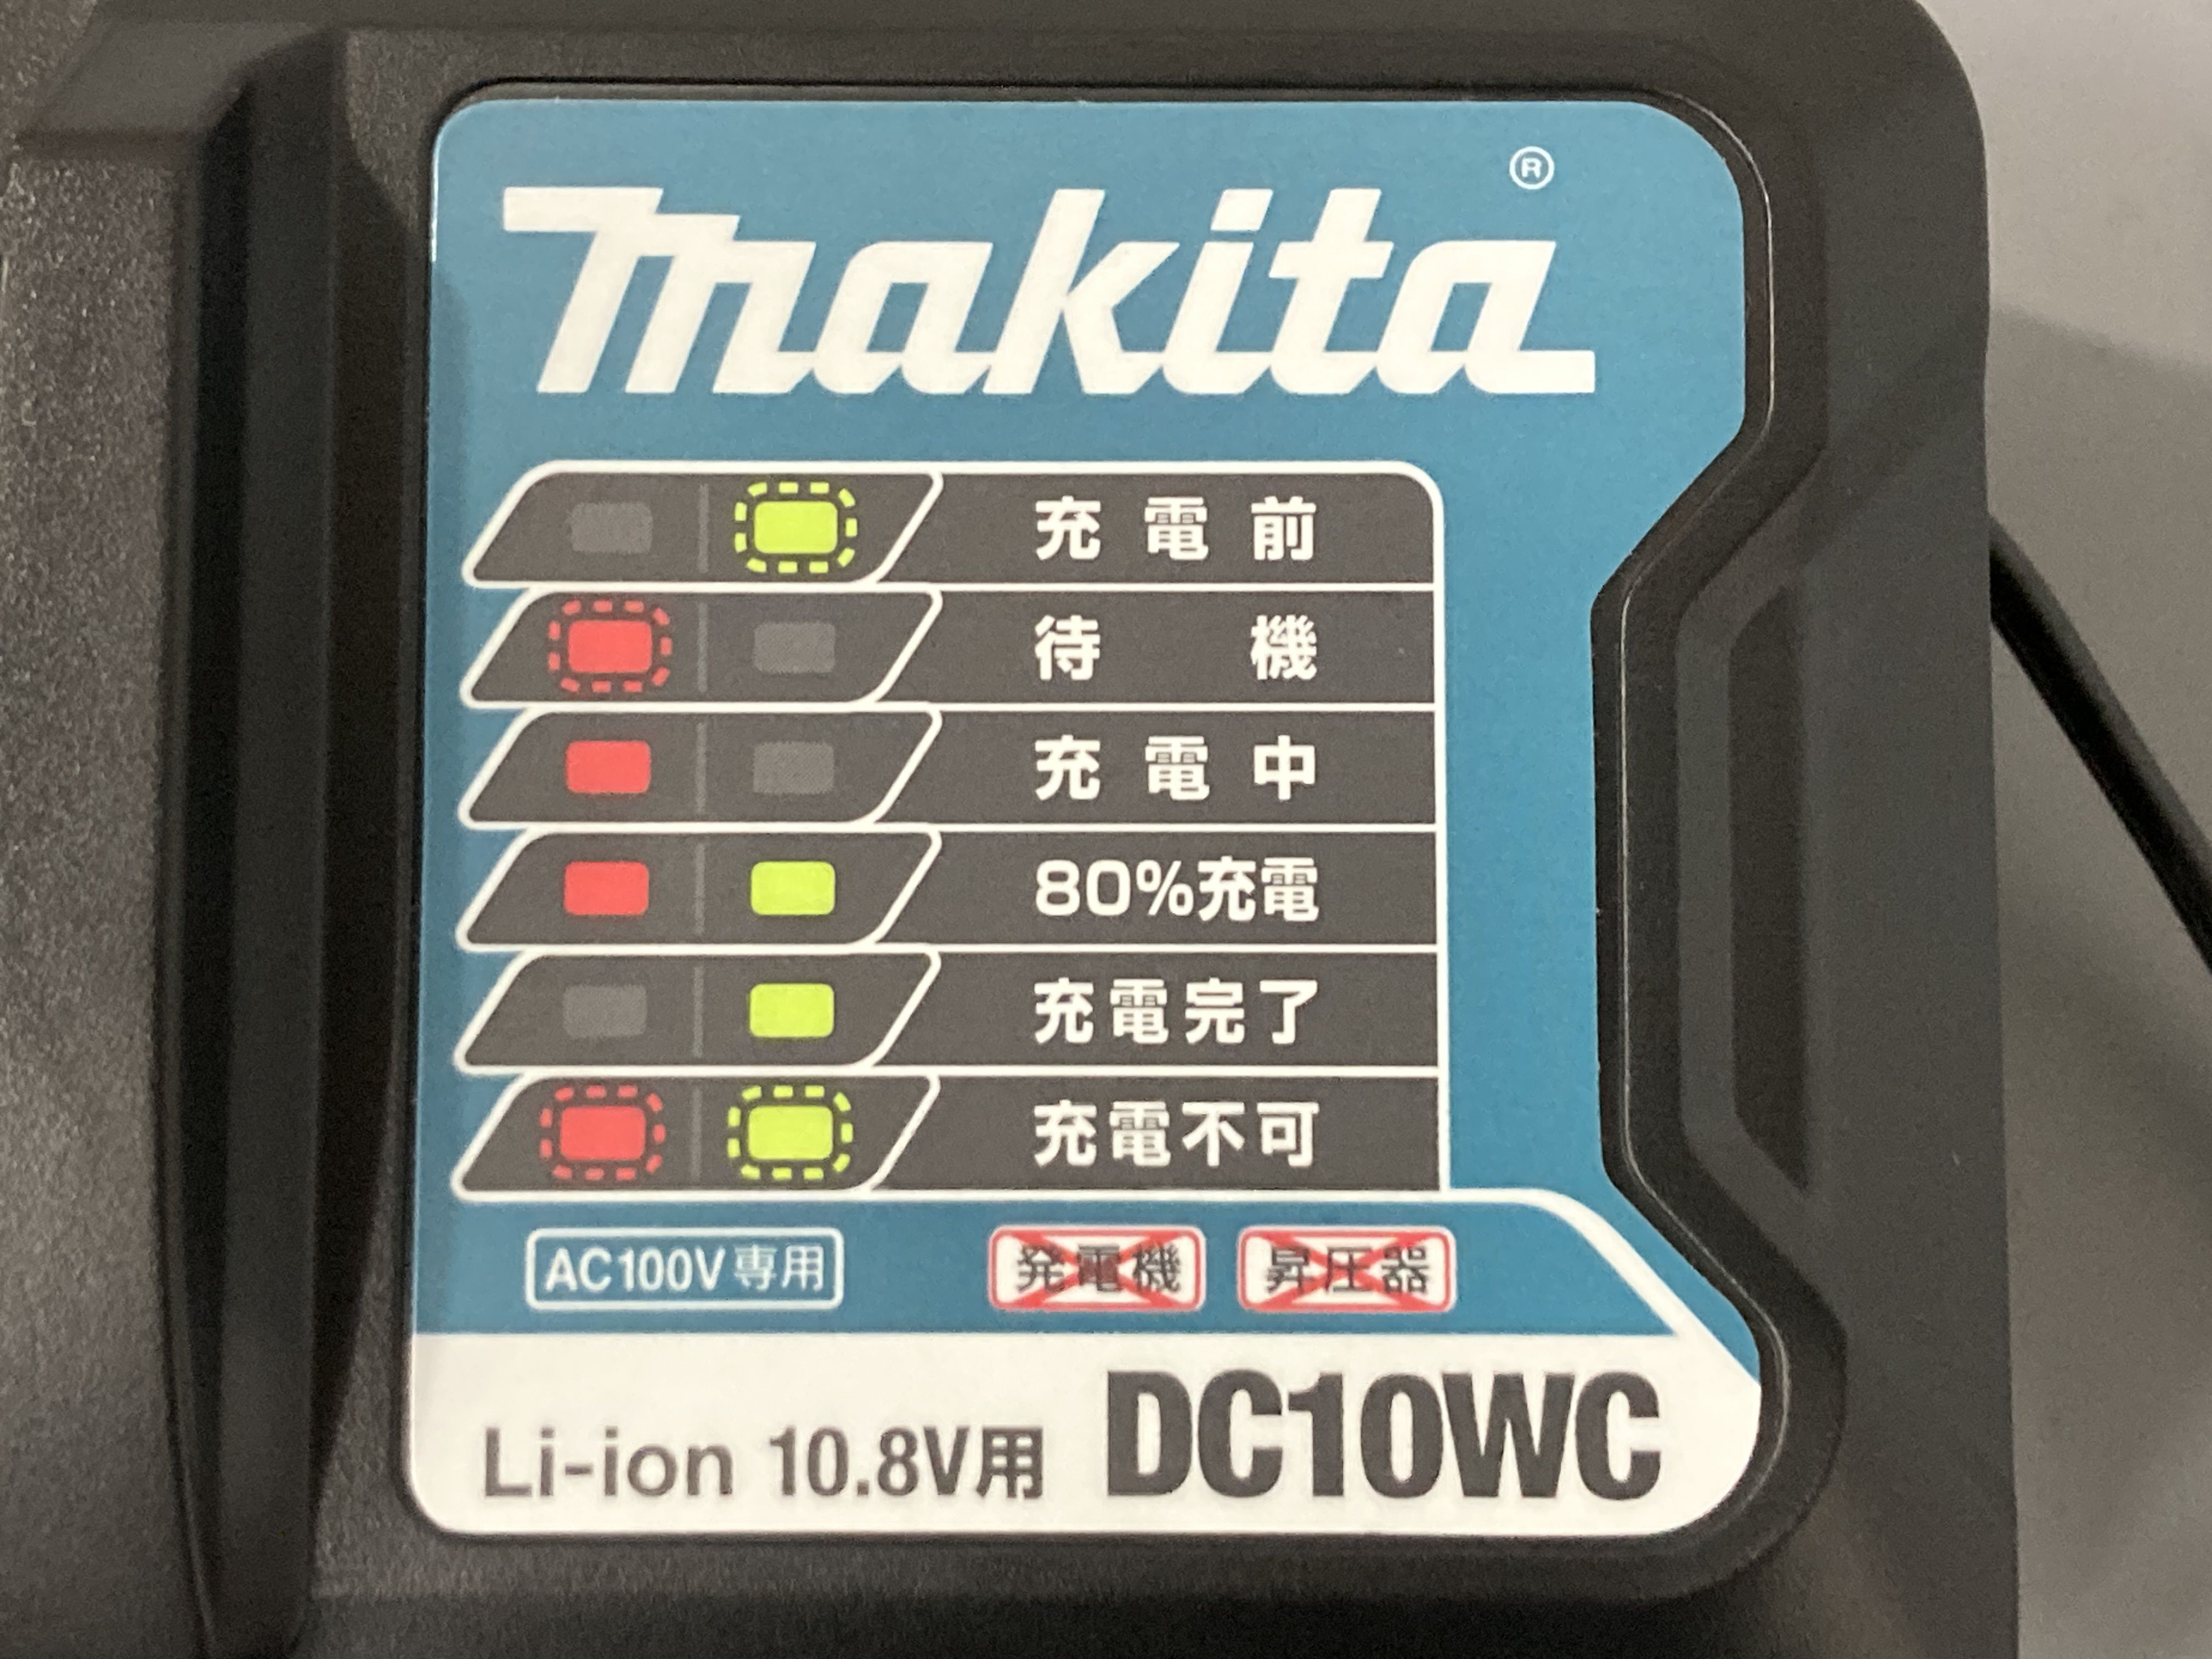 makita®
充電前
待機
充電中
80%充電
充電完了
充電不可
AC100V専用 発電機 昇圧器
Li-ion 10.8V用 DC10WC